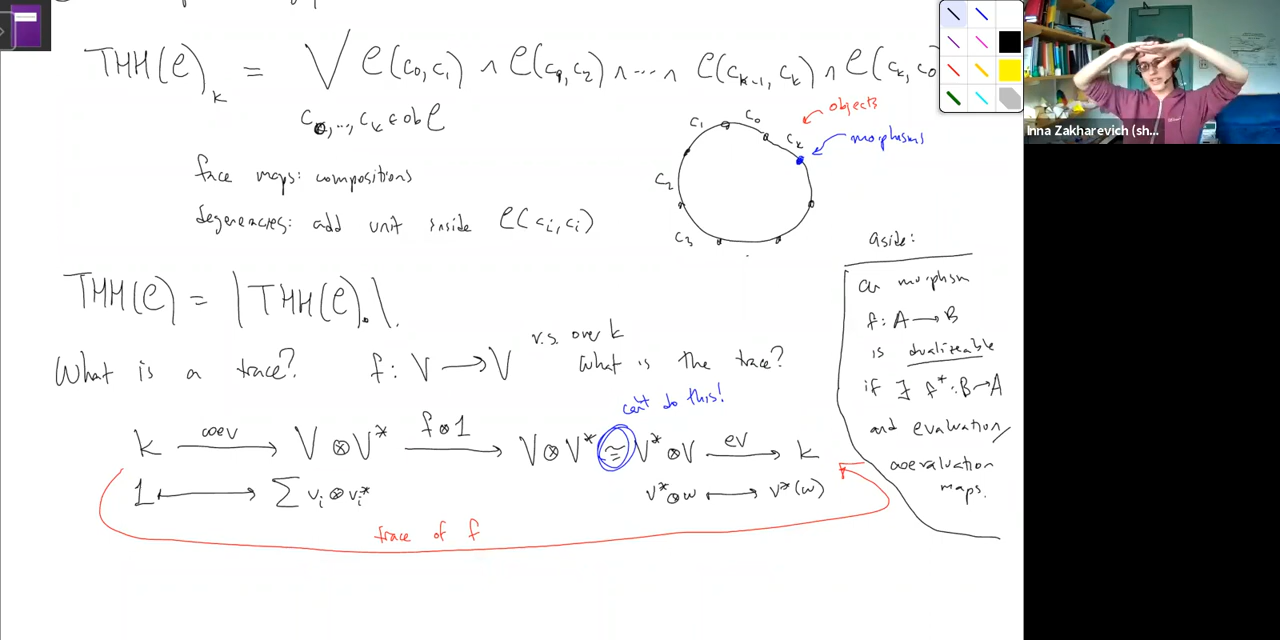 THH(C)_k = ⋁ C(c_0, c_1) ∧ C(c_1, c_2) ∧ ... ∧ C(c_{k-1}, c_k) ∧ C(c_k, c_0
c_0, ..., c_k ∈ ob C
objects
morphisms
c_1 c_0 c_k
c_2
c_3
face maps: compositions
degeneracies: add unit inside C(c_i, c_i)
THH(C) = | THH(C). |.
What is a trace? f: V → V v.s. over k What is the trace?
can't do this!
k →^{coev} V ⊗ V* →^{f⊗1} V ⊗ V* ≅ V* ⊗ V →^{ev} k
1 ↦ ∑ v_i ⊗ v_i* v* ⊗ w ↦ v*(w)
trace of f
aside:
a morphism
f: A → B
is dualizeable
if ∃ f*: B → A
and evaluation/
coevaluation
maps.
Inna Zakharevich (sh...